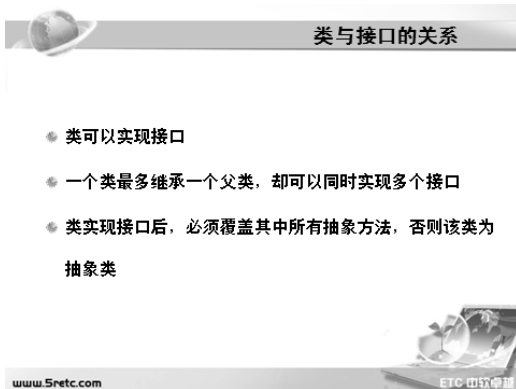 类与接口的关系
类可以实现接口
一个类最多继承一个父类，却可以同时实现多个接口
类实现接口后，必须覆盖其中所有抽象方法，否则该类为
抽象类
www.5retc.com
ETC 中软卓越